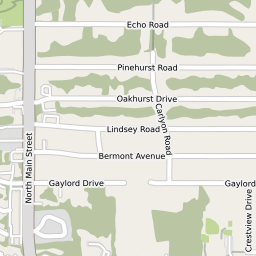 Echo Road
Pinehurst Road
Oakhurst Drive
Carlyon Road
Lindsey Road
North Main Street
Bermont Avenue
Gaylord Drive
Gaylord
Crestview Drive